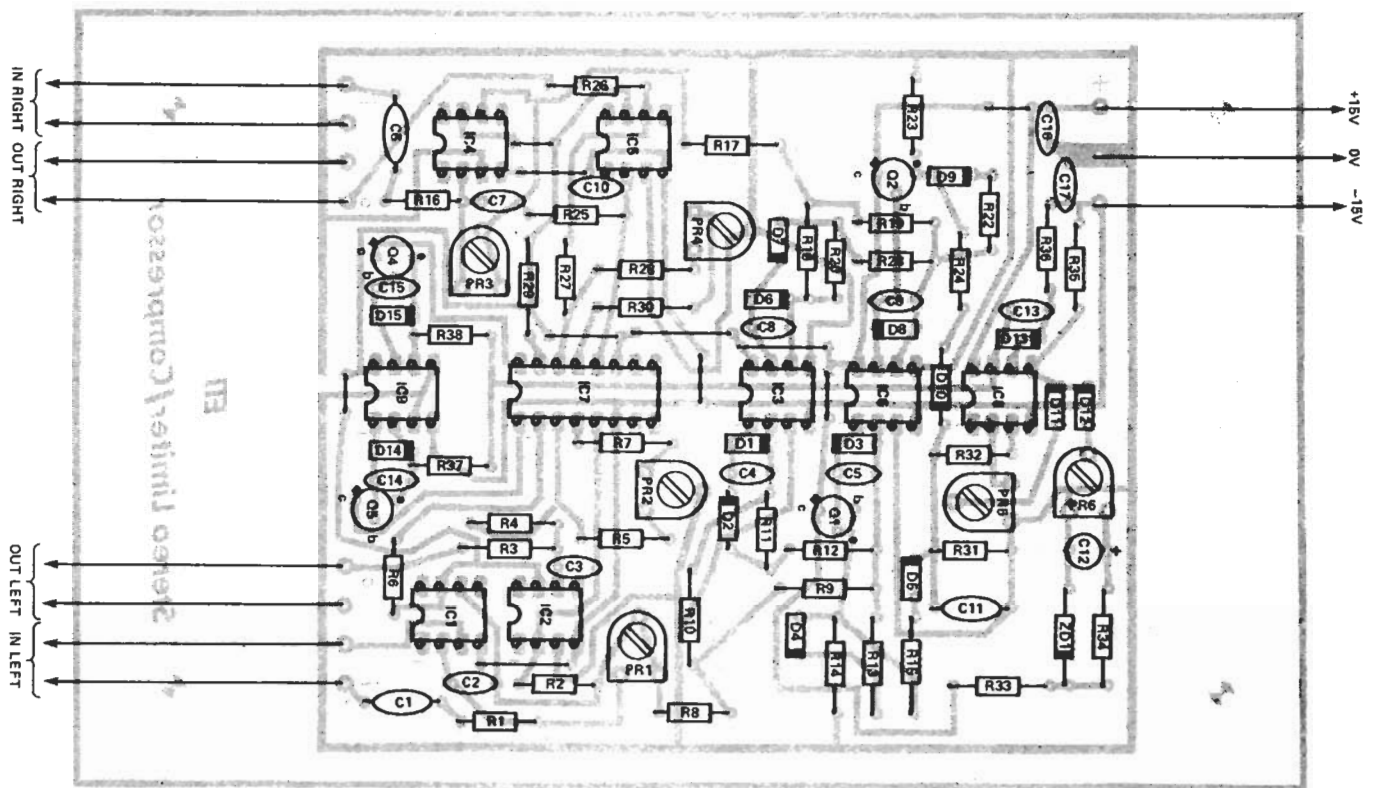 IN RIGHT
OUT RIGHT
OUT LEFT
IN LEFT
+15V
0V
-15V
Stereo Limiter/Compressor
ETI
R26
IC4
IC5
C6
R17
R23
C16
C17
Q2
c
b
D9
R16
C7
C10
R25
R22
R19
PR4
D7
R18
R20
R28
R24
R36
R35
Q4
b
C15
PR3
R29
R27
R28
R30
D6
C8
D8
C13
D13
D15
R38
IC9
IC7
IC3
IC6
D10
IC8
D11
D12
R7
D1
D3
R32
D14
R37
C14
PR2
C4
C5
PR6
Q5
c
b
e
R4
R3
R5
D2
R11
Q1
c
b
e
R12
R31
C12
+
R6
C3
R9
D5
C11
IC1
IC2
R10
PR1
D4
R14
R13
R15
ZD1
R34
C2
R2
R33
C1
R1
R8